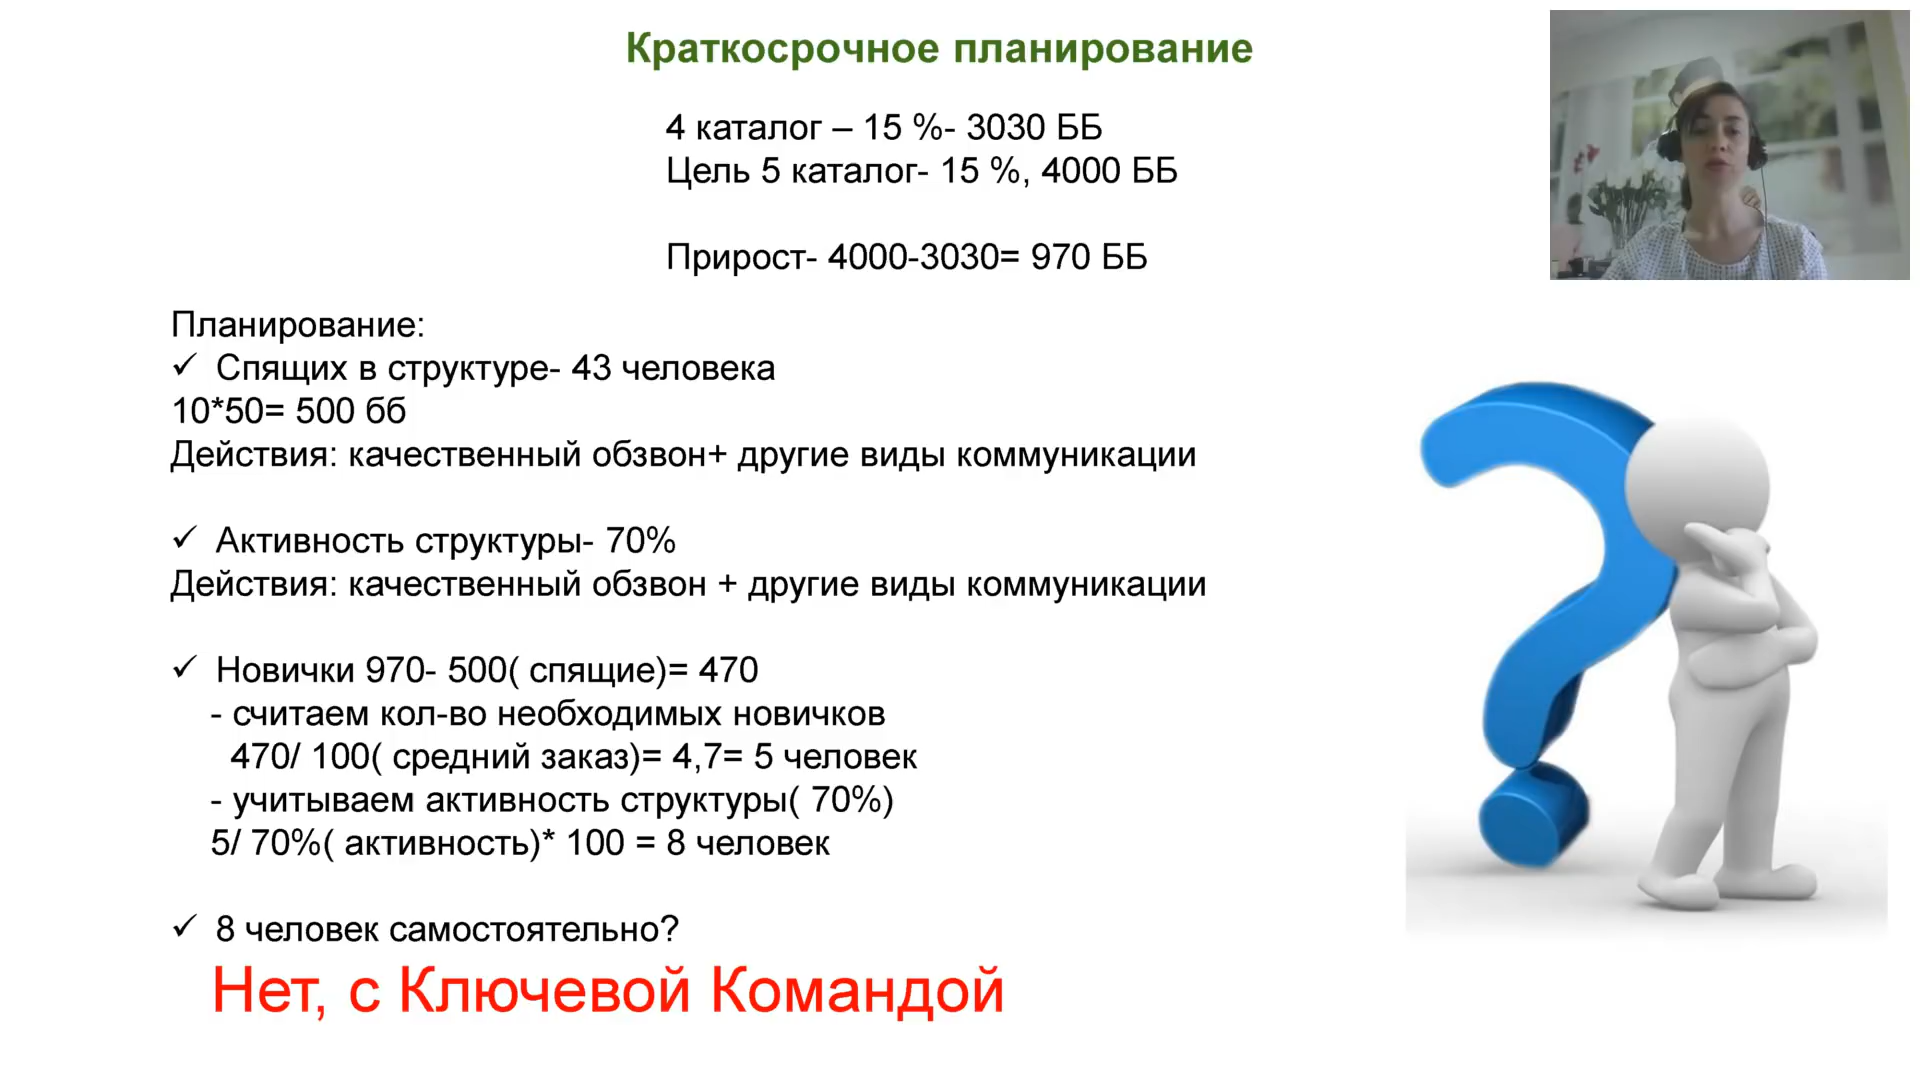 Краткосрочное планирование
4 каталог – 15 %- 3030 ББ
Цель 5 каталог- 15 %, 4000 ББ
Прирост- 4000-3030= 970 ББ
Планирование:
✓ Спящих в структуре- 43 человека
10*50= 500 бб
Действия: качественный обзвон+ другие виды коммуникации
✓ Активность структуры- 70%
Действия: качественный обзвон + другие виды коммуникации
✓ Новички 970- 500( спящие)= 470
- считаем кол-во необходимых новичков
470/ 100( средний заказ)= 4,7= 5 человек
- учитываем активность структуры( 70%)
5/ 70%( активность)* 100 = 8 человек
✓ 8 человек самостоятельно?
Нет, с Ключевой Командой